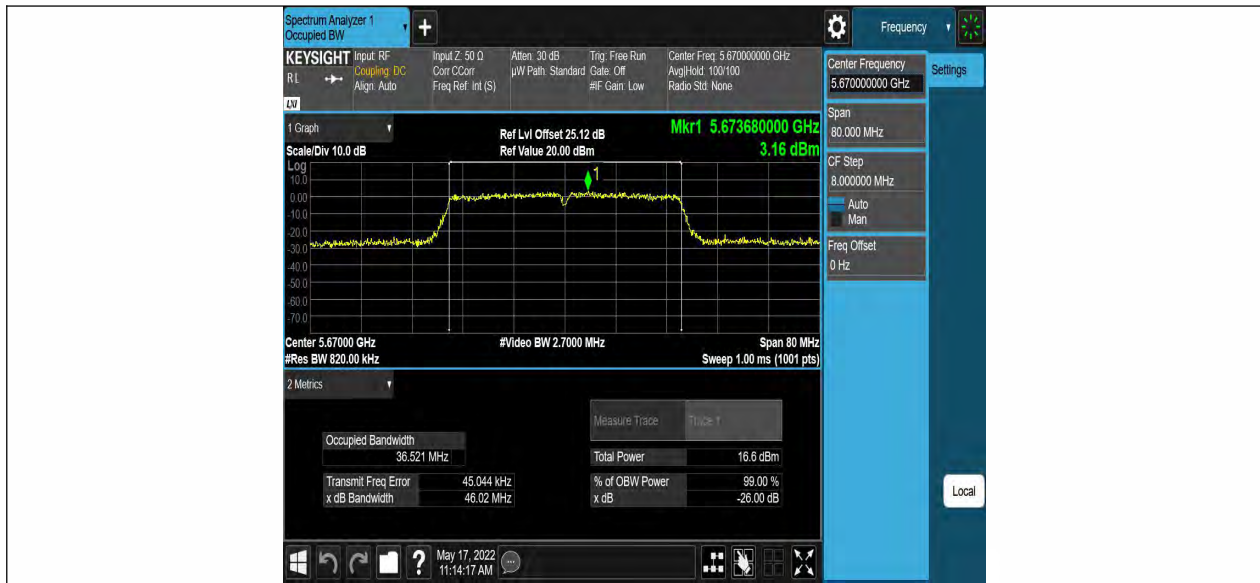 Spectrum Analyzer 1
Occupied BW
+
Frequency
KEYSIGHT
RL
LXI
Input: RF
Coupling: DC
Align: Auto
Input Z: 50 Ω
Corr CCorr
Freq Ref: Int (S)
Atten: 30 dB
µW Path: Standard
Trig: Free Run
Gate: Off
#IF Gain: Low
Center Freq: 5.670000000 GHz
Avg|Hold: 100/100
Radio Std: None
Center Frequency
5.670000000 GHz
Settings
Span
80.000 MHz
CF Step
8.000000 MHz
Auto
Man
Freq Offset
0 Hz
1 Graph
Scale/Div 10.0 dB
Ref Lvl Offset 25.12 dB
Ref Value 20.00 dBm
Mkr1 5.673680000 GHz
3.16 dBm
Log
10.0
0.00
-10.0
-20.0
-30.0
-40.0
-50.0
-60.0
-70.0
1
Center 5.67000 GHz
#Res BW 820.00 kHz
#Video BW 2.7000 MHz
Span 80 MHz
Sweep 1.00 ms (1001 pts)
2 Metrics
Measure Trace Trace 1
Occupied Bandwidth
36.521 MHz
Total Power 16.6 dBm
Transmit Freq Error 45.044 kHz
% of OBW Power 99.00 %
x dB Bandwidth 46.02 MHz
x dB -26.00 dB
Local
?
May 17, 2022
11:14:17 AM